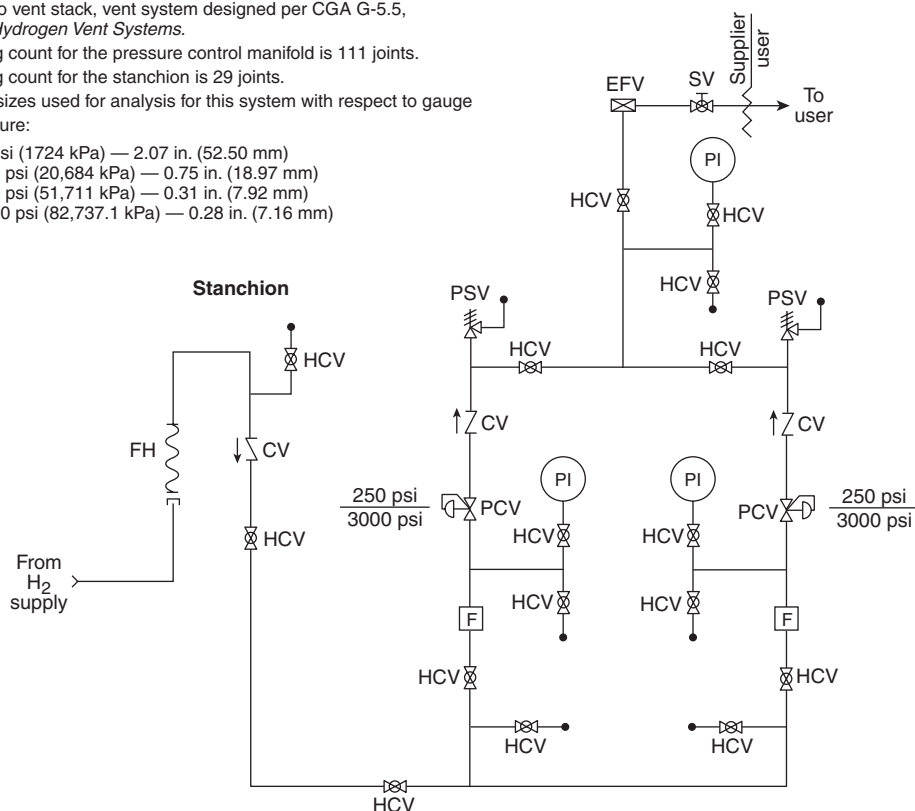 o vent stack, vent system designed per CGA G-5.5,
Hydrogen Vent Systems.
g count for the pressure control manifold is 111 joints.
g count for the stanchion is 29 joints.
sizes used for analysis for this system with respect to gauge
ure:
si (1724 kPa) — 2.07 in. (52.50 mm)
psi (20,684 kPa) — 0.75 in. (18.97 mm)
psi (51,711 kPa) — 0.31 in. (7.92 mm)
0 psi (82,737.1 kPa) — 0.28 in. (7.16 mm)
Supplier
user
EFV
SV
To
user
PI
HCV
HCV
HCV
Stanchion
PSV
PSV
HCV
HCV
HCV
FH
CV
CV
CV
PI
PI
250 psi
3000 psi
PCV
PCV
250 psi
3000 psi
HCV
HCV
HCV
From
H2
supply
HCV
HCV
F
F
HCV
HCV
HCV
HCV
HCV